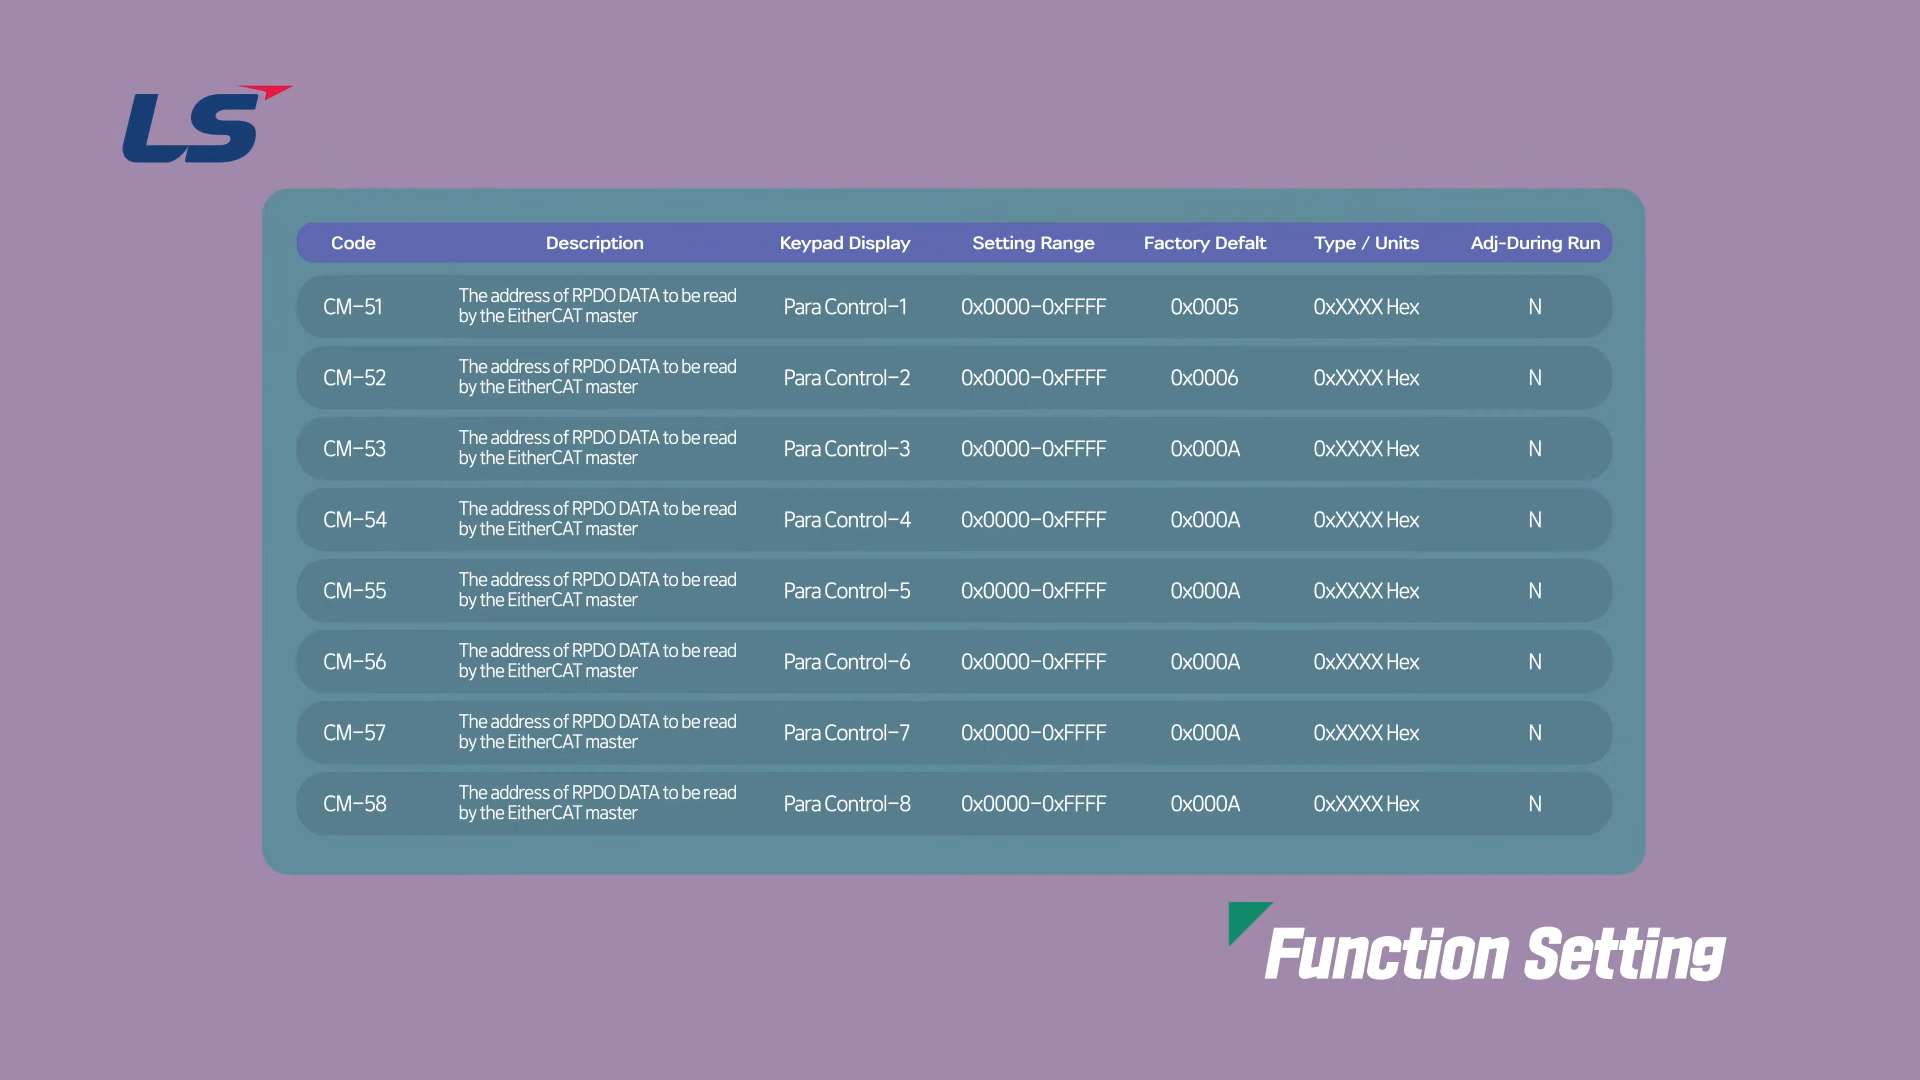 LS
Code Description Keypad Display Setting Range Factory Defalt Type / Units Adj-During Run
CM-51 The address of RPDO DATA to be read by the EitherCAT master Para Control-1 0x0000-0xFFFF 0x0005 0xXXXX Hex N
CM-52 The address of RPDO DATA to be read by the EitherCAT master Para Control-2 0x0000-0xFFFF 0x0006 0xXXXX Hex N
CM-53 The address of RPDO DATA to be read by the EitherCAT master Para Control-3 0x0000-0xFFFF 0x000A 0xXXXX Hex N
CM-54 The address of RPDO DATA to be read by the EitherCAT master Para Control-4 0x0000-0xFFFF 0x000A 0xXXXX Hex N
CM-55 The address of RPDO DATA to be read by the EitherCAT master Para Control-5 0x0000-0xFFFF 0x000A 0xXXXX Hex N
CM-56 The address of RPDO DATA to be read by the EitherCAT master Para Control-6 0x0000-0xFFFF 0x000A 0xXXXX Hex N
CM-57 The address of RPDO DATA to be read by the EitherCAT master Para Control-7 0x0000-0xFFFF 0x000A 0xXXXX Hex N
CM-58 The address of RPDO DATA to be read by the EitherCAT master Para Control-8 0x0000-0xFFFF 0x000A 0xXXXX Hex N
Function Setting